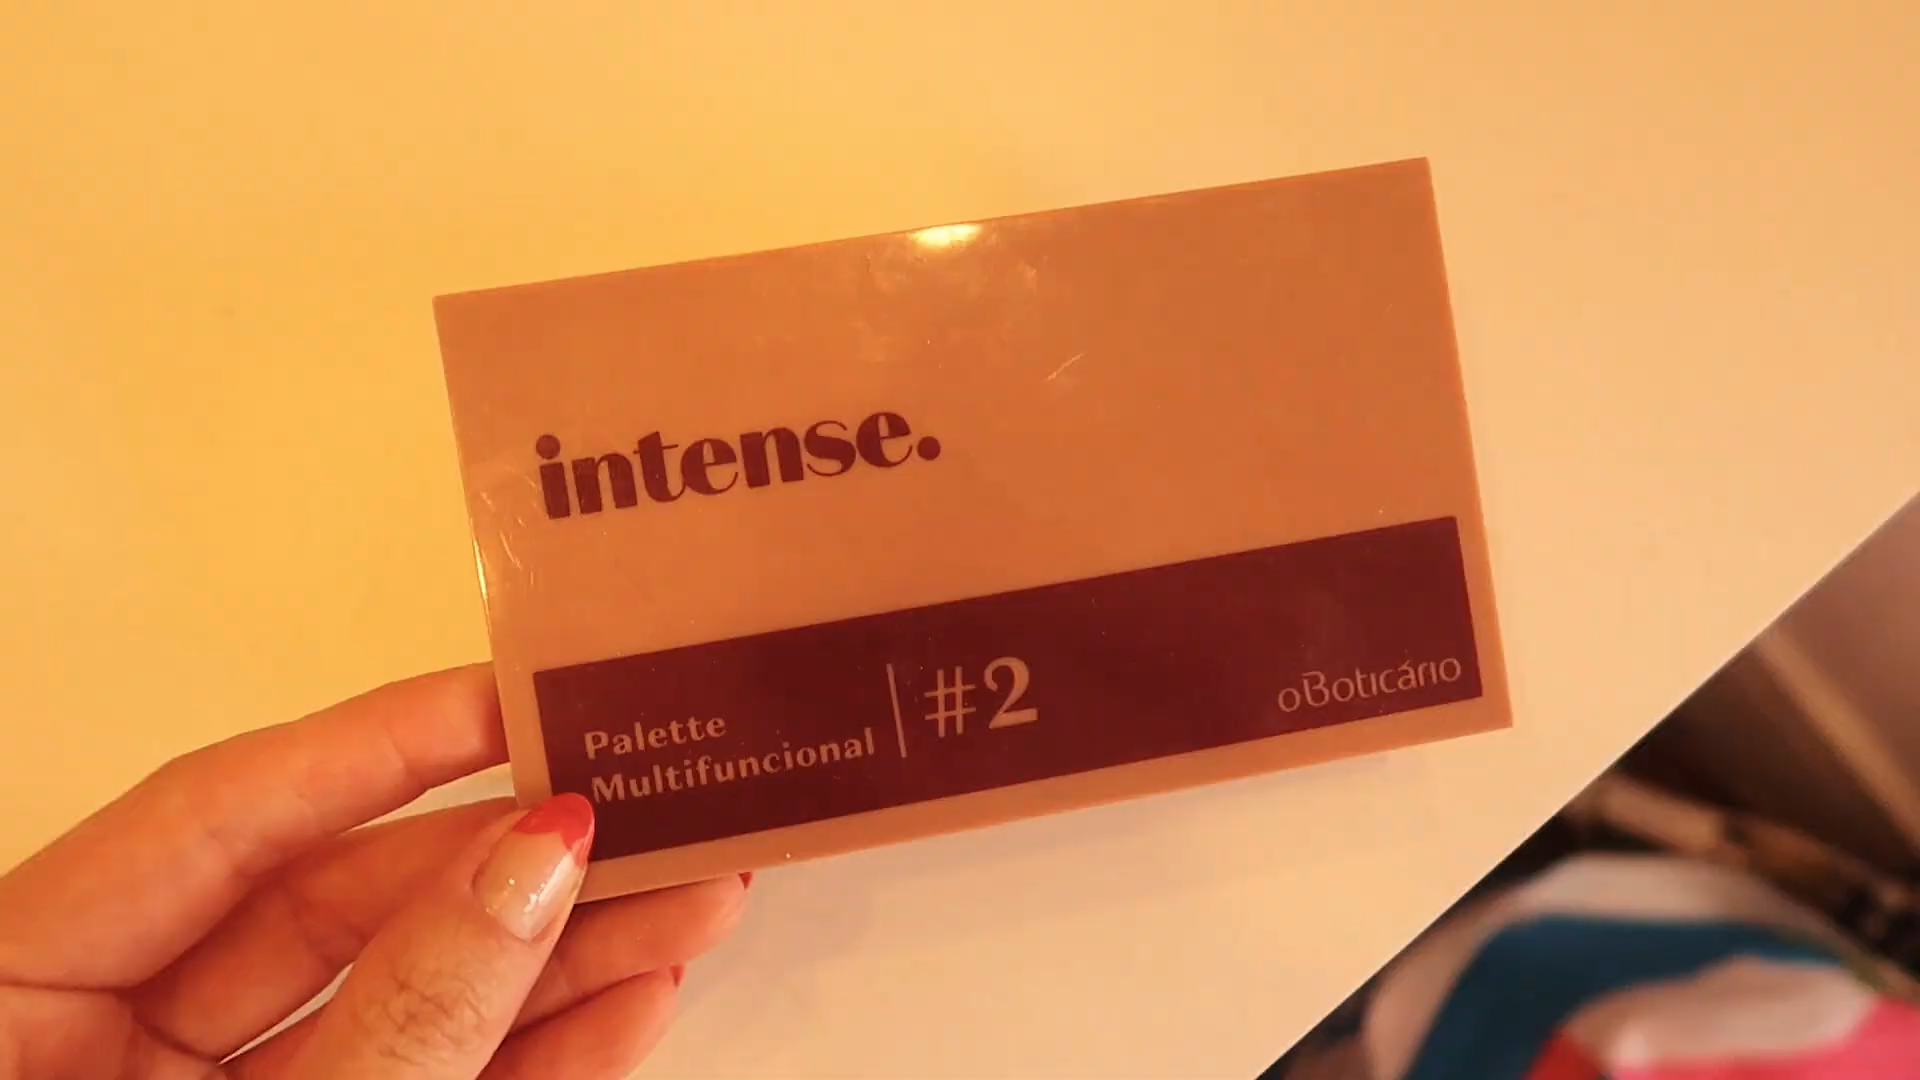 intense.
Palette
Multifuncional
#2
oBoticário